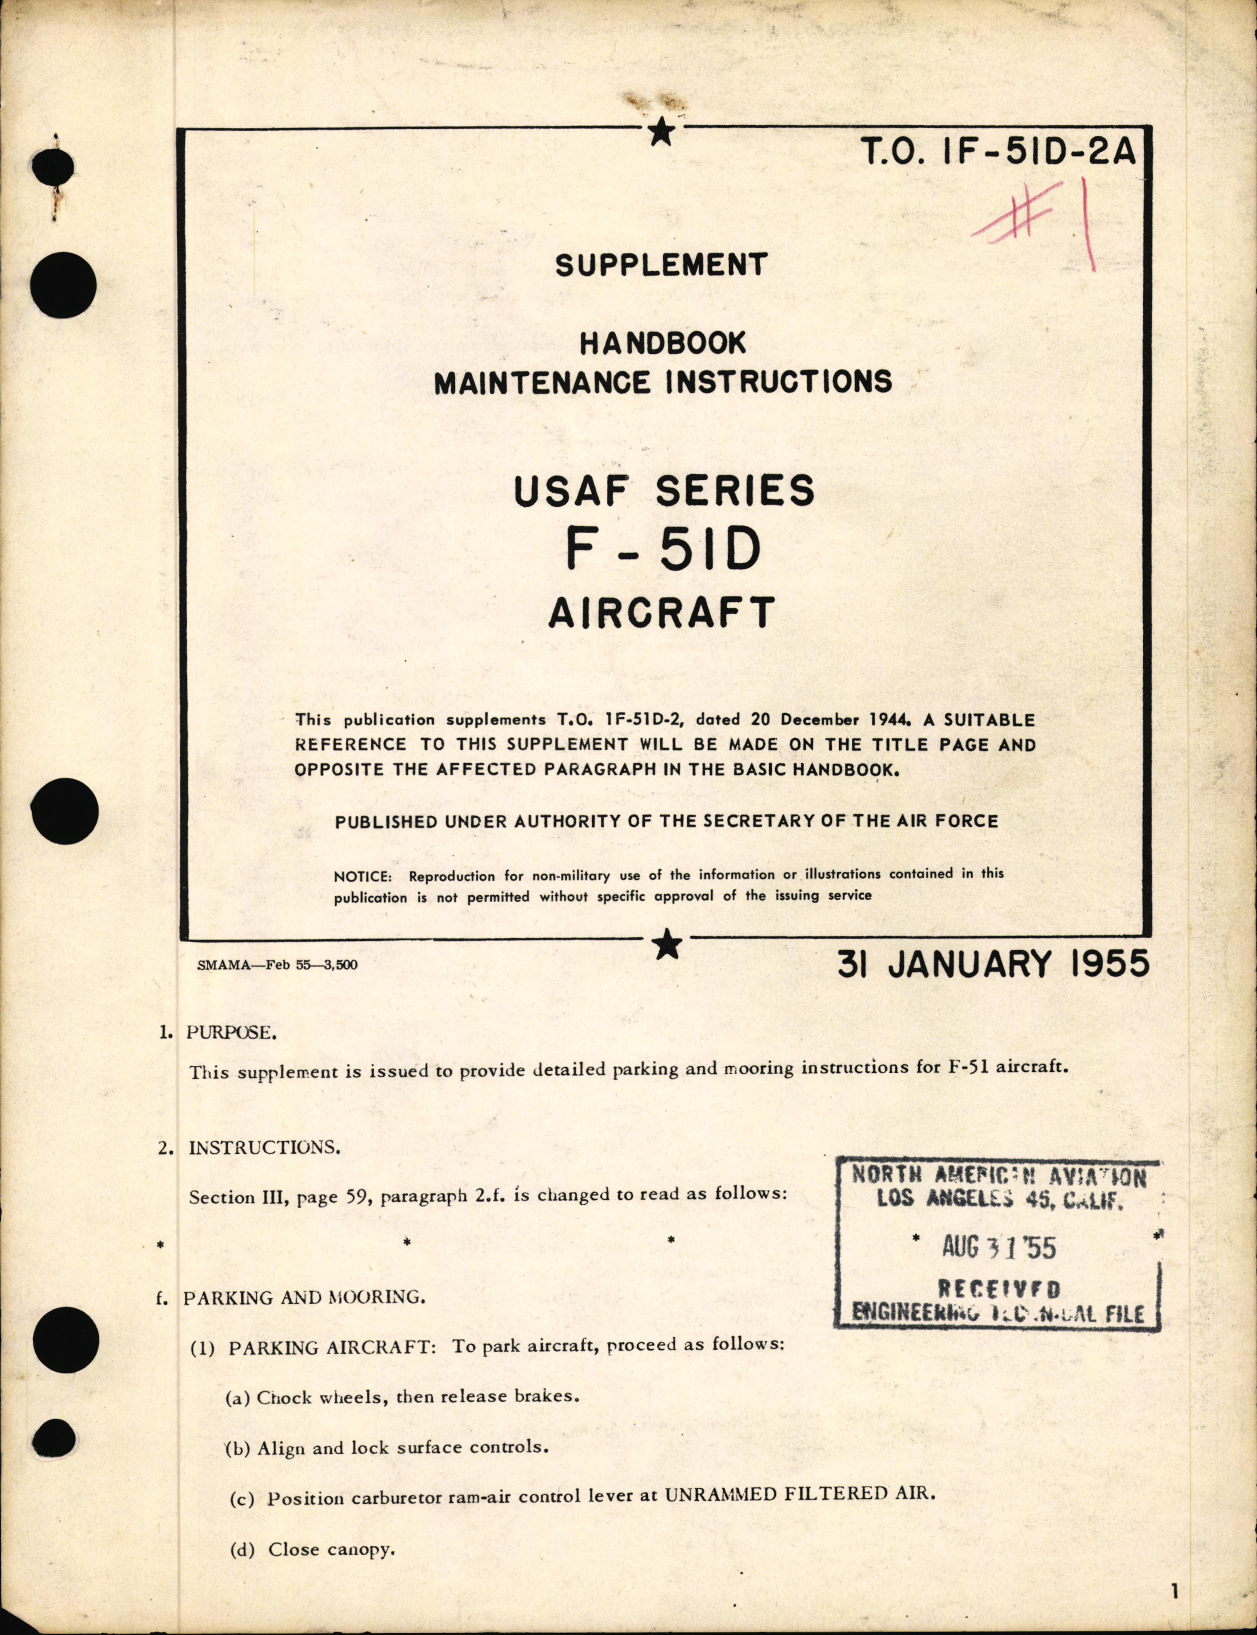 T.O. 1F-51D-2A
#1
SUPPLEMENT
HANDBOOK
MAINTENANCE INSTRUCTIONS
USAF SERIES
F-51D
AIRCRAFT
This publication supplements T.O. 1F-51D-2, dated 20 December 1944. A SUITABLE
REFERENCE TO THIS SUPPLEMENT WILL BE MADE ON THE TITLE PAGE AND
OPPOSITE THE AFFECTED PARAGRAPH IN THE BASIC HANDBOOK.
PUBLISHED UNDER AUTHORITY OF THE SECRETARY OF THE AIR FORCE
NOTICE: Reproduction for non-military use of the information or illustrations contained in this
publication is not permitted without specific approval of the issuing service
SMAMA—Feb 55—3,500
31 JANUARY 1955
1. PURPOSE.
This supplement is issued to provide detailed parking and mooring instructions for F-51 aircraft.
2. INSTRUCTIONS.
Section III, page 59, paragraph 2.f. is changed to read as follows:
* * * * *
NORTH AMERICAN AVIATION
LOS ANGELES 45, CALIF.
AUG 31 '55
RECEIVED
ENGINEERING TECHNICAL FILE
f. PARKING AND MOORING.
(1) PARKING AIRCRAFT: To park aircraft, proceed as follows:
(a) Chock wheels, then release brakes.
(b) Align and lock surface controls.
(c) Position carburetor ram-air control lever at UNRAMMED FILTERED AIR.
(d) Close canopy.
1